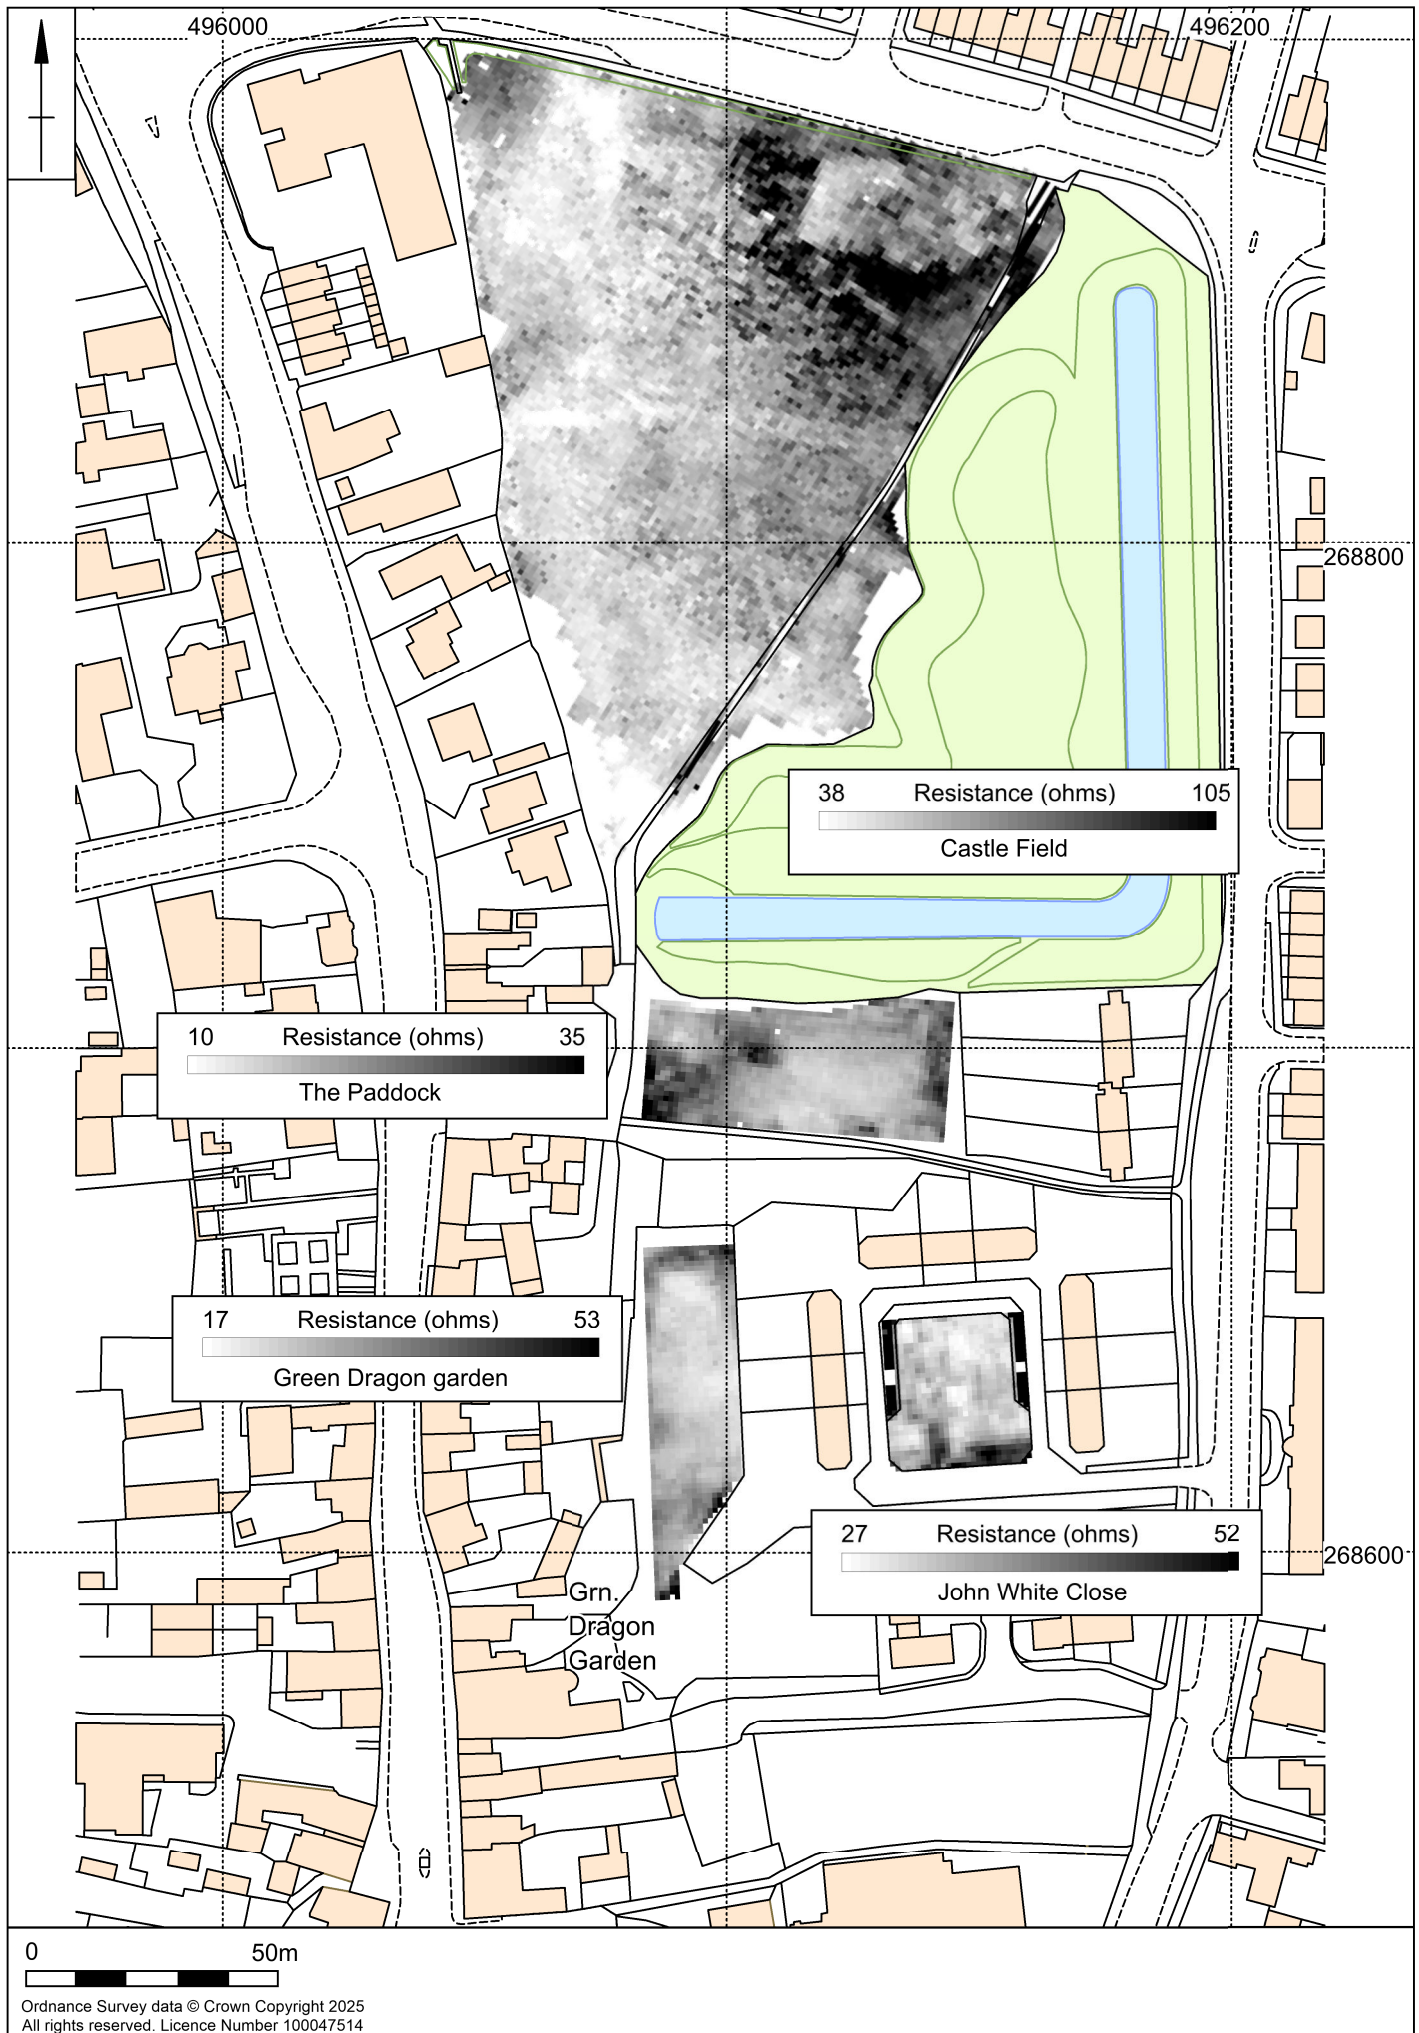 496000
496200
268800
38 Resistance (ohms) 105
Castle Field
10 Resistance (ohms) 35
The Paddock
17 Resistance (ohms) 53
Green Dragon garden
27 Resistance (ohms) 52
John White Close
268600
Grn.
Dragon
Garden
0 50m
Ordnance Survey data © Crown Copyright 2025
All rights reserved. Licence Number 100047514